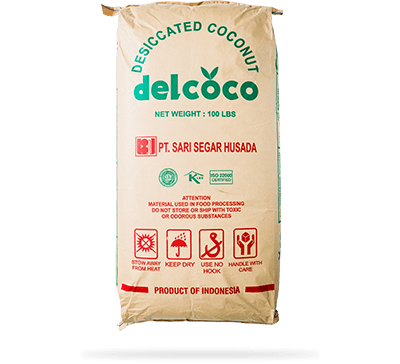 DESICCATED COCONUT
delcoco
NET WEIGHT : 100 LBS
PT. SARI SEGAR HUSADA
K
ISO 22000
CERTIFIED
ATTENTION
MATERIAL USED IN FOOD PROCESSING
DO NOT STORE OR SHIP WITH TOXIC
OR ODOROUS SUBSTANCES
STOW AWAY
FROM HEAT
KEEP DRY
USE NO
HOOK
HANDLE WITH
CARE
PRODUCT OF INDONESIA